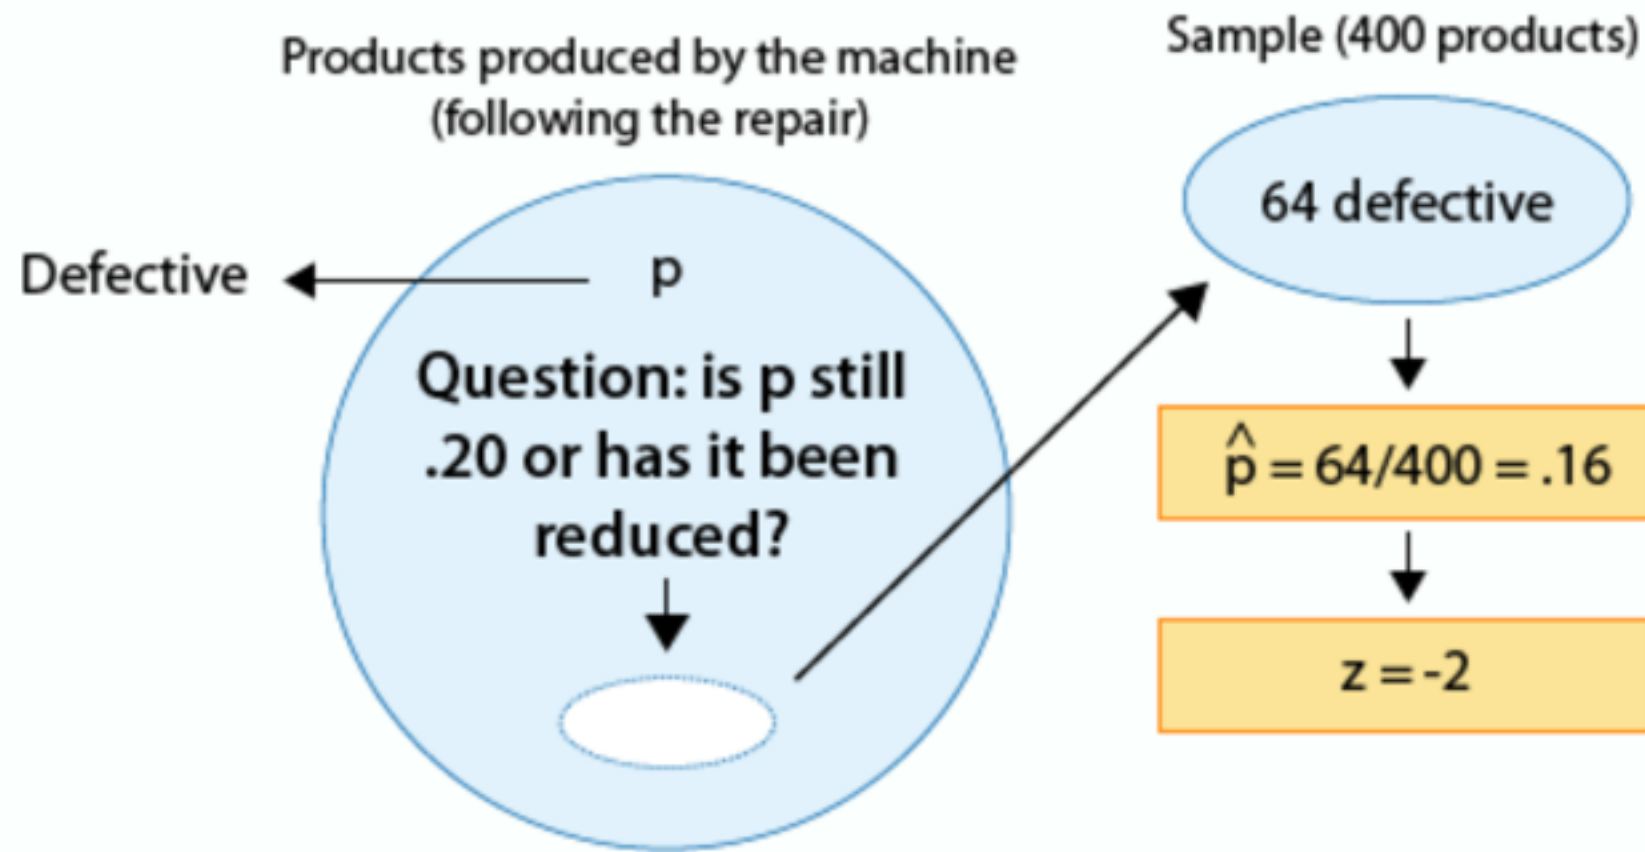 Products produced by the machine
(following the repair)
Sample (400 products)
Defective
p
Question: is p still
.20 or has it been
reduced?
64 defective
p̂ = 64/400 = .16
z = -2